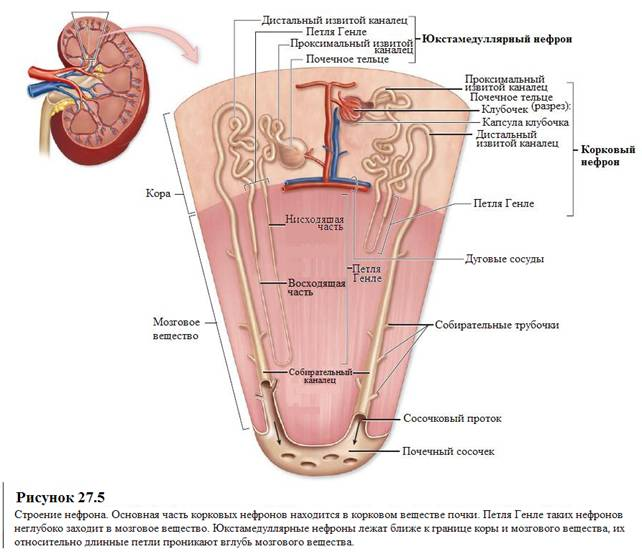 Дистальный извитой каналец
Петля Генле
Проксимальный извитой
каналец
Почечное тельце
Юкстамедуллярный нефрон
Проксимальный
извитой каналец
Почечное тельце
(разрез):
Клубочек
Капсула клубочка
Дистальный
извитой каналец
Корковый
нефрон
Кора
Петля Генле
Нисходящая
часть
Дуговые сосуды
Петля
Генле
Восходящая
часть
Мозговое
вещество
Собирательные трубочки
Собирательный
каналец
Сосочковый проток
Почечный сосочек
Рисунок 27.5
Строение нефрона. Основная часть корковых нефронов находится в корковом веществе почки. Петля Генле таких нефронов
неглубоко заходит в мозговое вещество. Юкстамедуллярные нефроны лежат ближе к границе коры и мозгового вещества, их
относительно длинные петли проникают вглубь мозгового вещества.